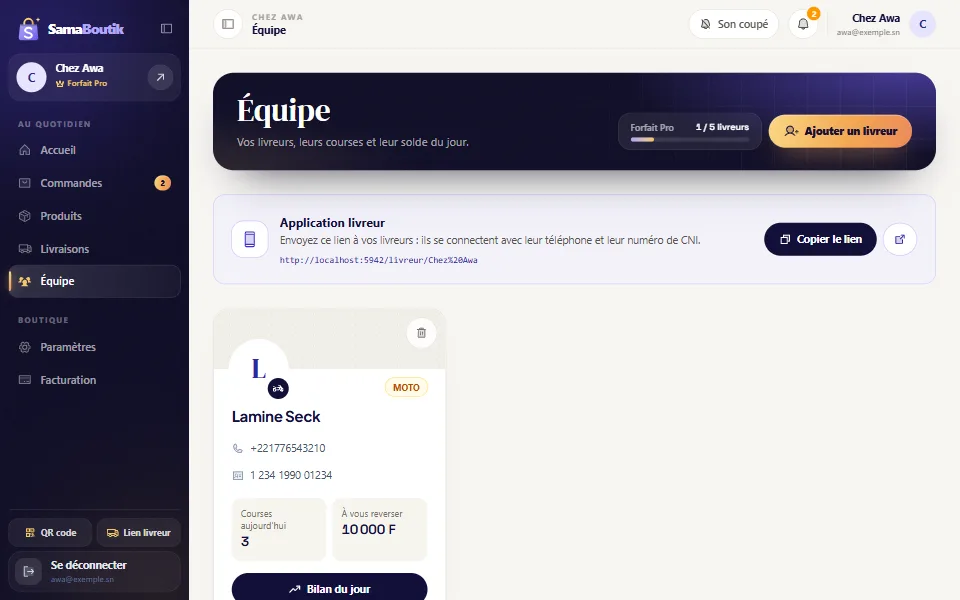 SamaBoutik
C
Chez Awa
Forfait Pro
AU QUOTIDIEN
Accueil
Commandes
2
Produits
Livraisons
Équipe
BOUTIQUE
Paramètres
Facturation
QR code
Lien livreur
Se déconnecter
awa@exemple.sn
CHEZ AWA
Équipe
Son coupé
2
Chez Awa
awa@exemple.sn
C
Équipe
Vos livreurs, leurs courses et leur solde du jour.
Forfait Pro
1 / 5 livreurs
Ajouter un livreur
Application livreur
Envoyez ce lien à vos livreurs : ils se connectent avec leur téléphone et leur numéro de CNI.
http://localhost:5942/livreur/Chez%20Awa
Copier le lien
L
MOTO
Lamine Seck
+221776543210
1 234 1990 01234
Courses
aujourd'hui
3
À vous reverser
10 000 F
Bilan du jour